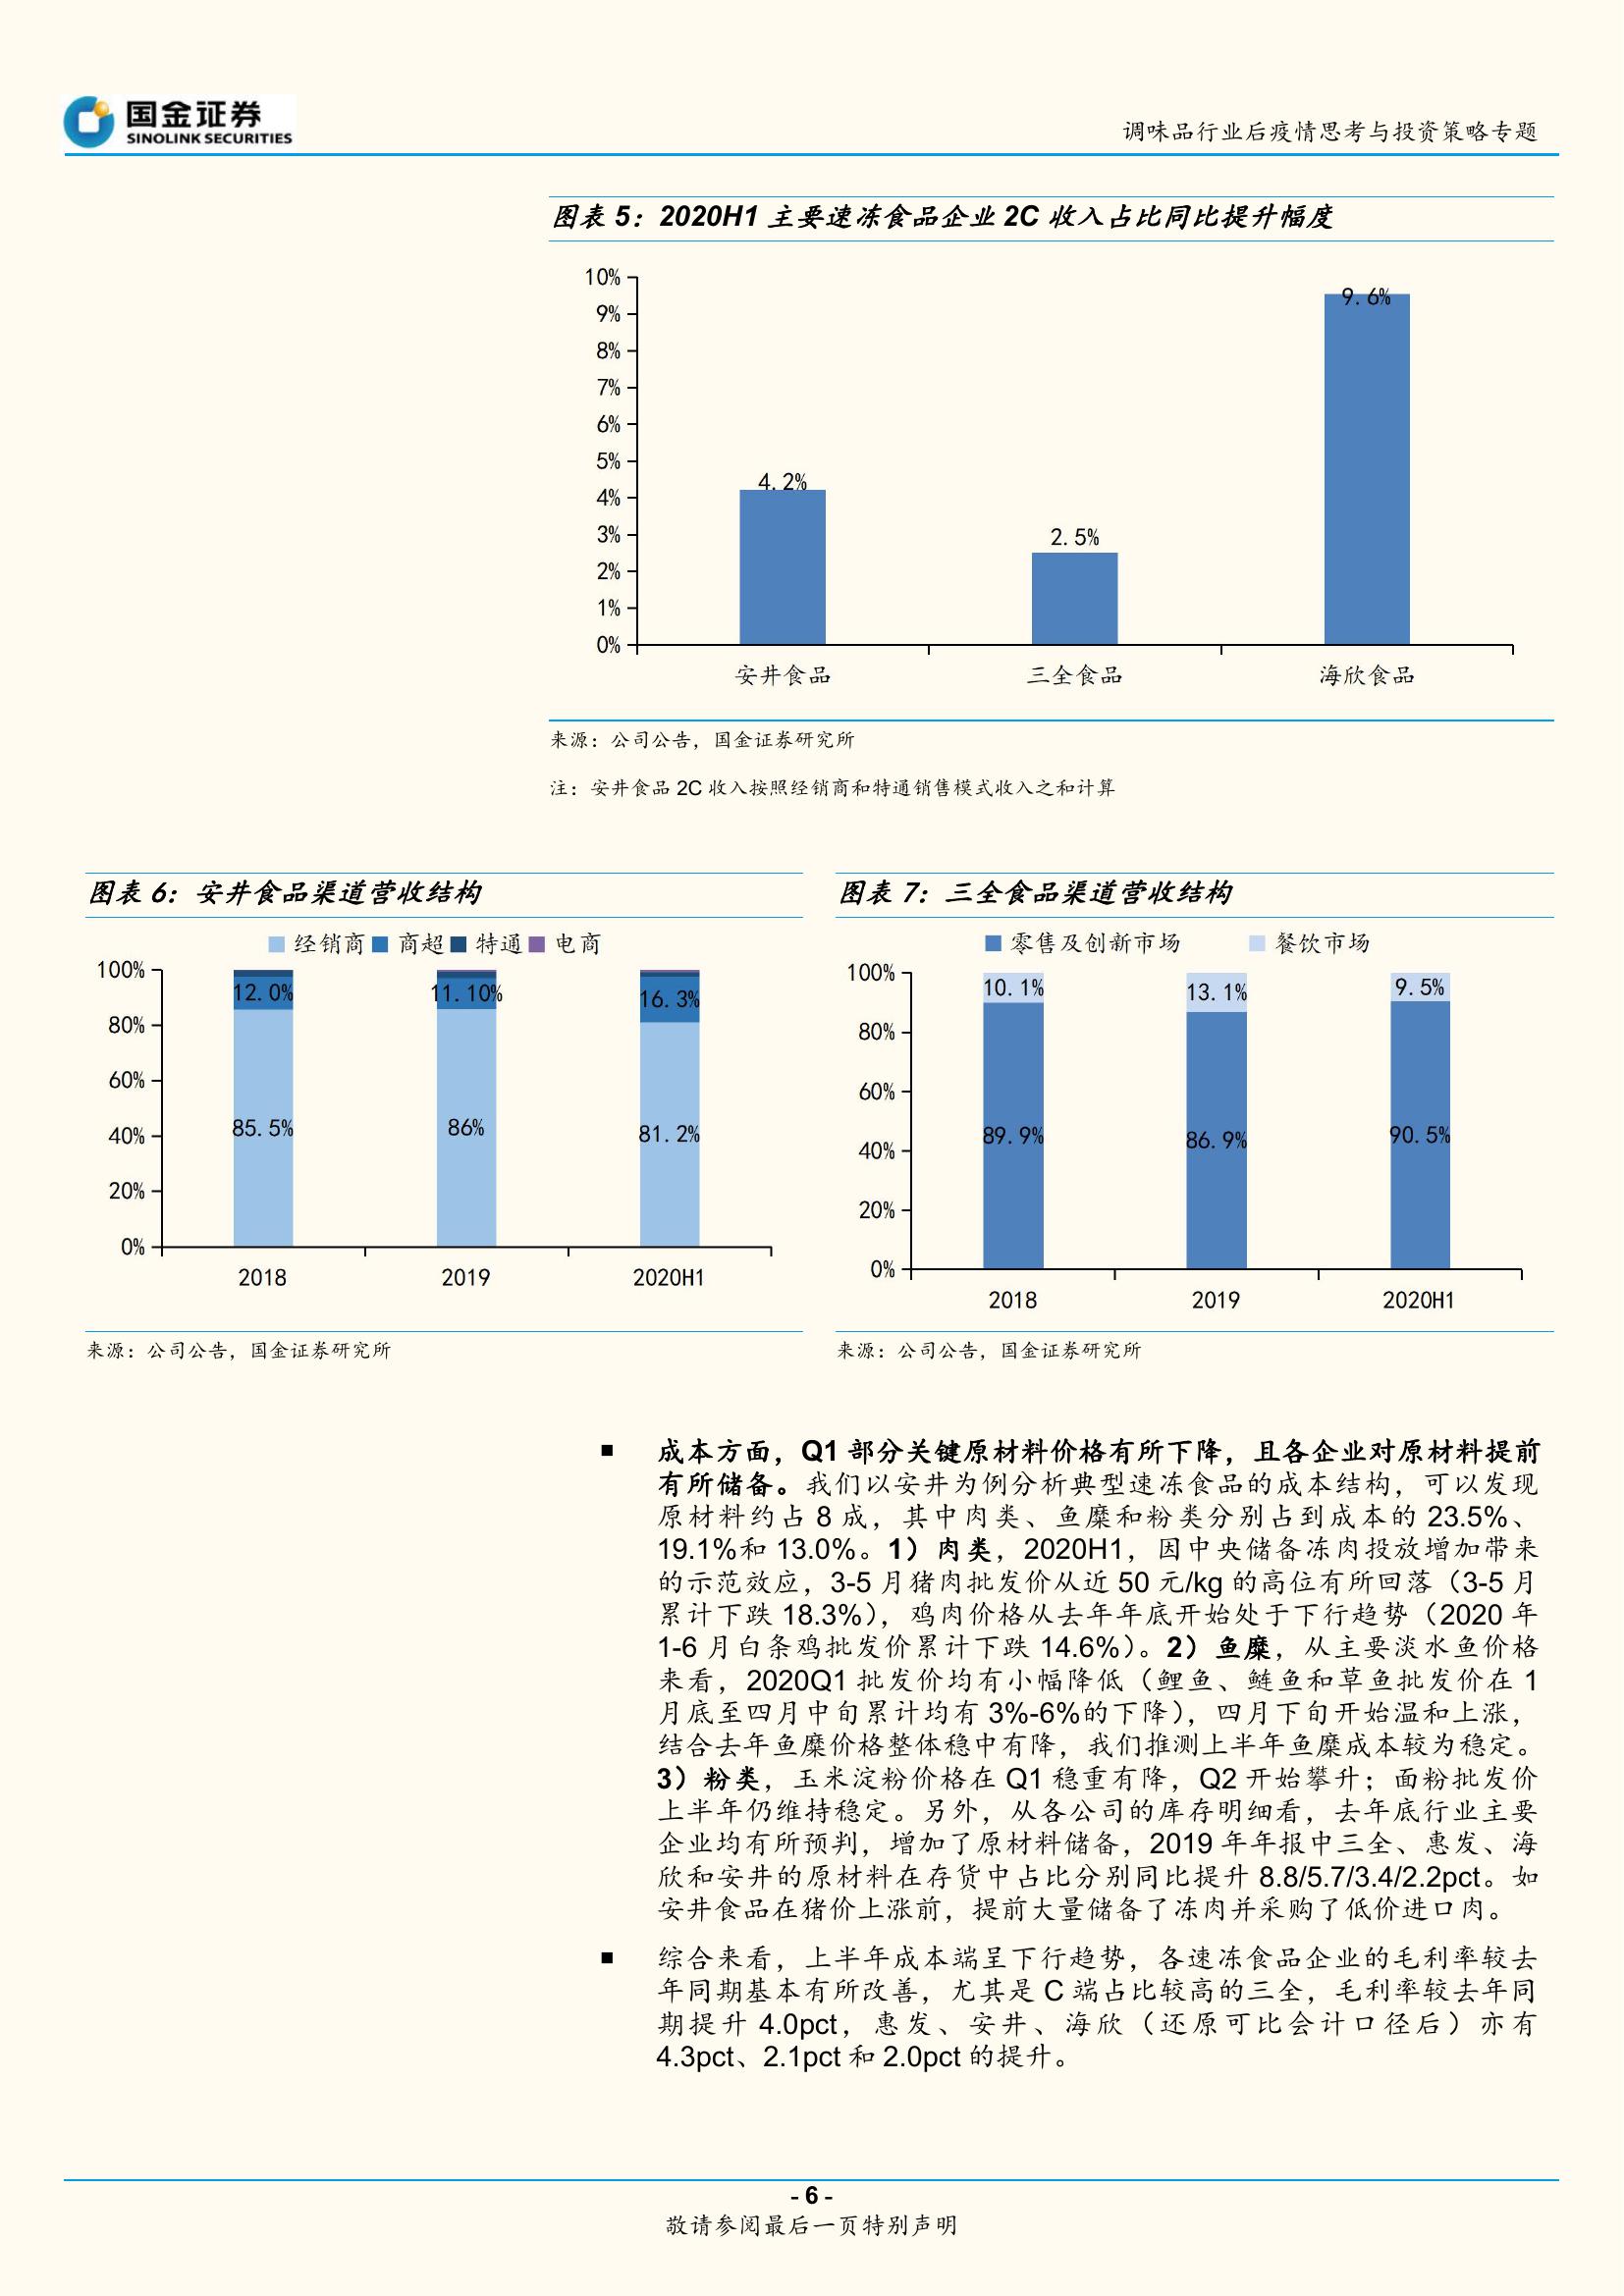 国金证券
SINOLINK SECURITIES
调味品行业后疫情思考与投资策略专题
图表 5：2020H1 主要速冻食品企业 2C 收入占比同比提升幅度
10%
9%
8%
7%
6%
5%
4%
3%
2%
1%
0%
4.2%
2.5%
9.6%
安井食品
三全食品
海欣食品
来源：公司公告，国金证券研究所
注：安井食品 2C 收入按照经销商和特通销售模式收入之和计算
图表 6：安井食品渠道营收结构
经销商 商超 特通 电商
100%
80%
60%
40%
20%
0%
12.0%
11.10%
16.3%
85.5%
86%
81.2%
2018
2019
2020H1
来源：公司公告，国金证券研究所
图表 7：三全食品渠道营收结构
零售及创新市场 餐饮市场
100%
80%
60%
40%
20%
0%
10.1%
13.1%
9.5%
89.9%
86.9%
90.5%
2018
2019
2020H1
来源：公司公告，国金证券研究所
■ 成本方面，Q1 部分关键原材料价格有所下降，且各企业对原材料提前
有所储备。我们以安井为例分析典型速冻食品的成本结构，可以发现
原材料约占 8 成，其中肉类、鱼糜和粉类分别占到成本的 23.5%、
19.1%和 13.0%。1）肉类，2020H1，因中央储备冻肉投放增加带来
的示范效应，3-5 月猪肉批发价从近 50 元/kg 的高位有所回落（3-5 月
累计下跌 18.3%），鸡肉价格从去年年底开始处于下行趋势（2020 年
1-6 月白条鸡批发价累计下跌 14.6%）。2）鱼糜，从主要淡水鱼价格
来看，2020Q1 批发价均有小幅降低（鲤鱼、鲢鱼和草鱼批发价在 1
月底至四月中旬累计均有 3%-6%的下降），四月下旬开始温和上涨，
结合去年鱼糜价格整体稳中有降，我们推测上半年鱼糜成本较为稳定。
3）粉类，玉米淀粉价格在 Q1 稳重有降，Q2 开始攀升；面粉批发价
上半年仍维持稳定。另外，从各公司的库存明细看，去年底行业主要
企业均有所预判，增加了原材料储备，2019 年年报中三全、惠发、海
欣和安井的原材料在存货中占比分别同比提升 8.8/5.7/3.4/2.2pct。如
安井食品在猪价上涨前，提前大量储备了冻肉并采购了低价进口肉。
■ 综合来看，上半年成本端呈下行趋势，各速冻食品企业的毛利率较去
年同期基本有所改善，尤其是 C 端占比较高的三全，毛利率较去年同
期提升 4.0pct，惠发、安井、海欣（还原可比会计口径后）亦有
4.3pct、2.1pct 和 2.0pct 的提升。
- 6 -
敬请参阅最后一页特别声明